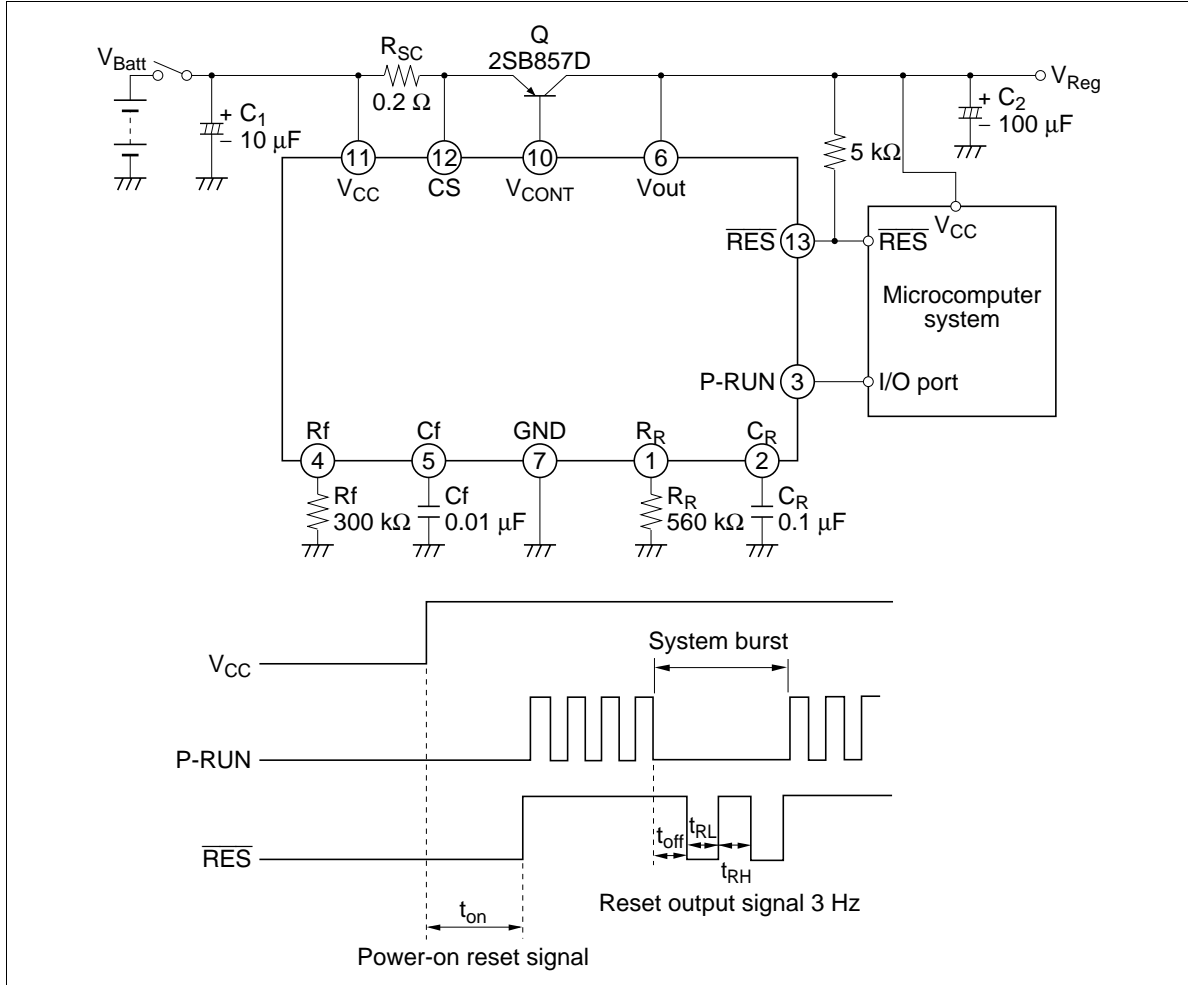 Q
2SB857D
V_Batt
R_SC
0.2 Ω
V_Reg
+ C_1
– 10 µF
+ C_2
– 100 µF
5 kΩ
11
12
10
6
V_CC
CS
V_CONT
Vout
V_CC
R̅E̅S̅
13
R̅E̅S̅
Microcomputer
system
P-RUN
3
I/O port
Rf
Cf
GND
R_R
C_R
4
5
7
1
2
Rf
300 kΩ
Cf
0.01 µF
R_R
560 kΩ
C_R
0.1 µF
V_CC
System burst
P-RUN
t_off
t_RL
t_RH
R̅E̅S̅
Reset output signal 3 Hz
t_on
Power-on reset signal